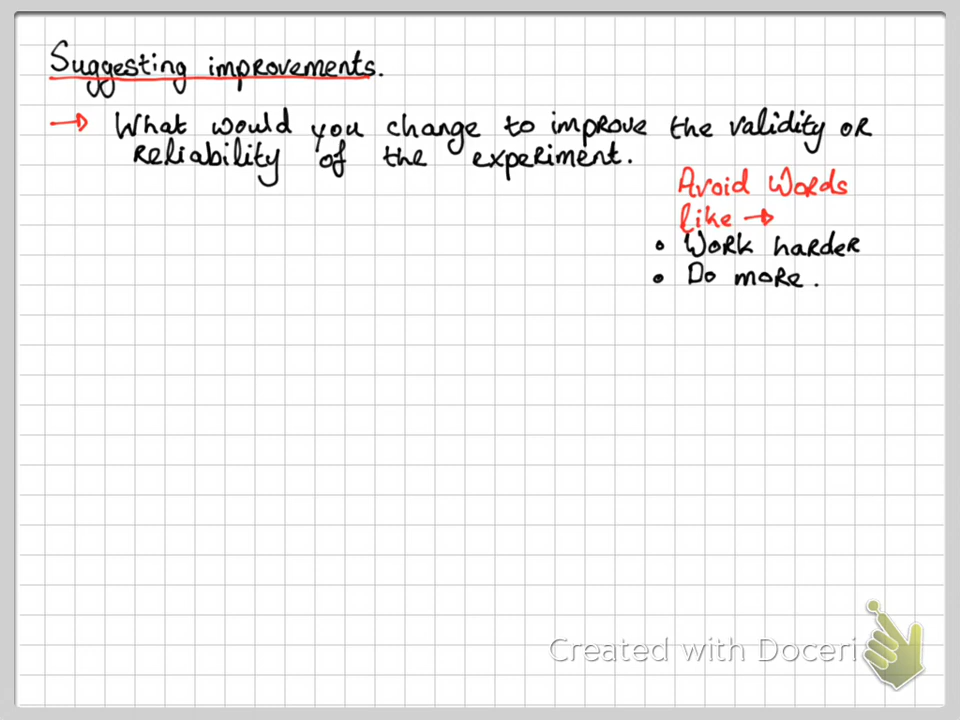 Suggesting improvements.
→ What would you change to improve the validity or
reliability of the experiment.
Avoid Words
like →
• Work harder
• Do more.
Created with Doceri